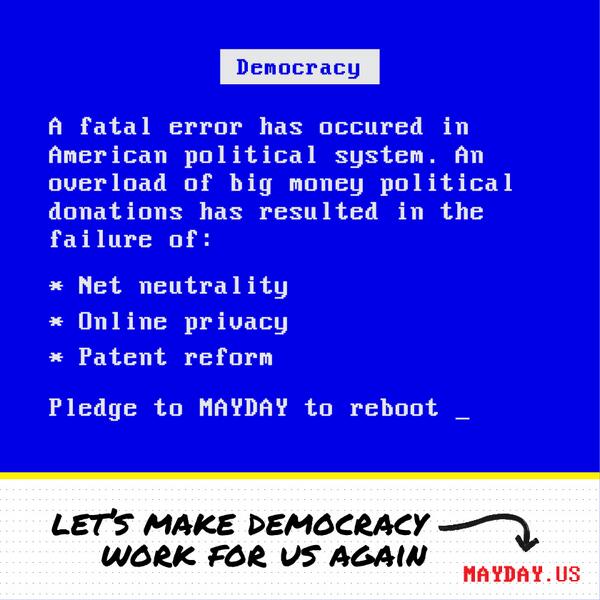 Democracy
A fatal error has occured in
American political system. An
overload of big money political
donations has resulted in the
failure of:
* Net neutrality
* Online privacy
* Patent reform
Pledge to MAYDAY to reboot _
LET'S MAKE DEMOCRACY
WORK FOR US AGAIN
MAYDAY.US